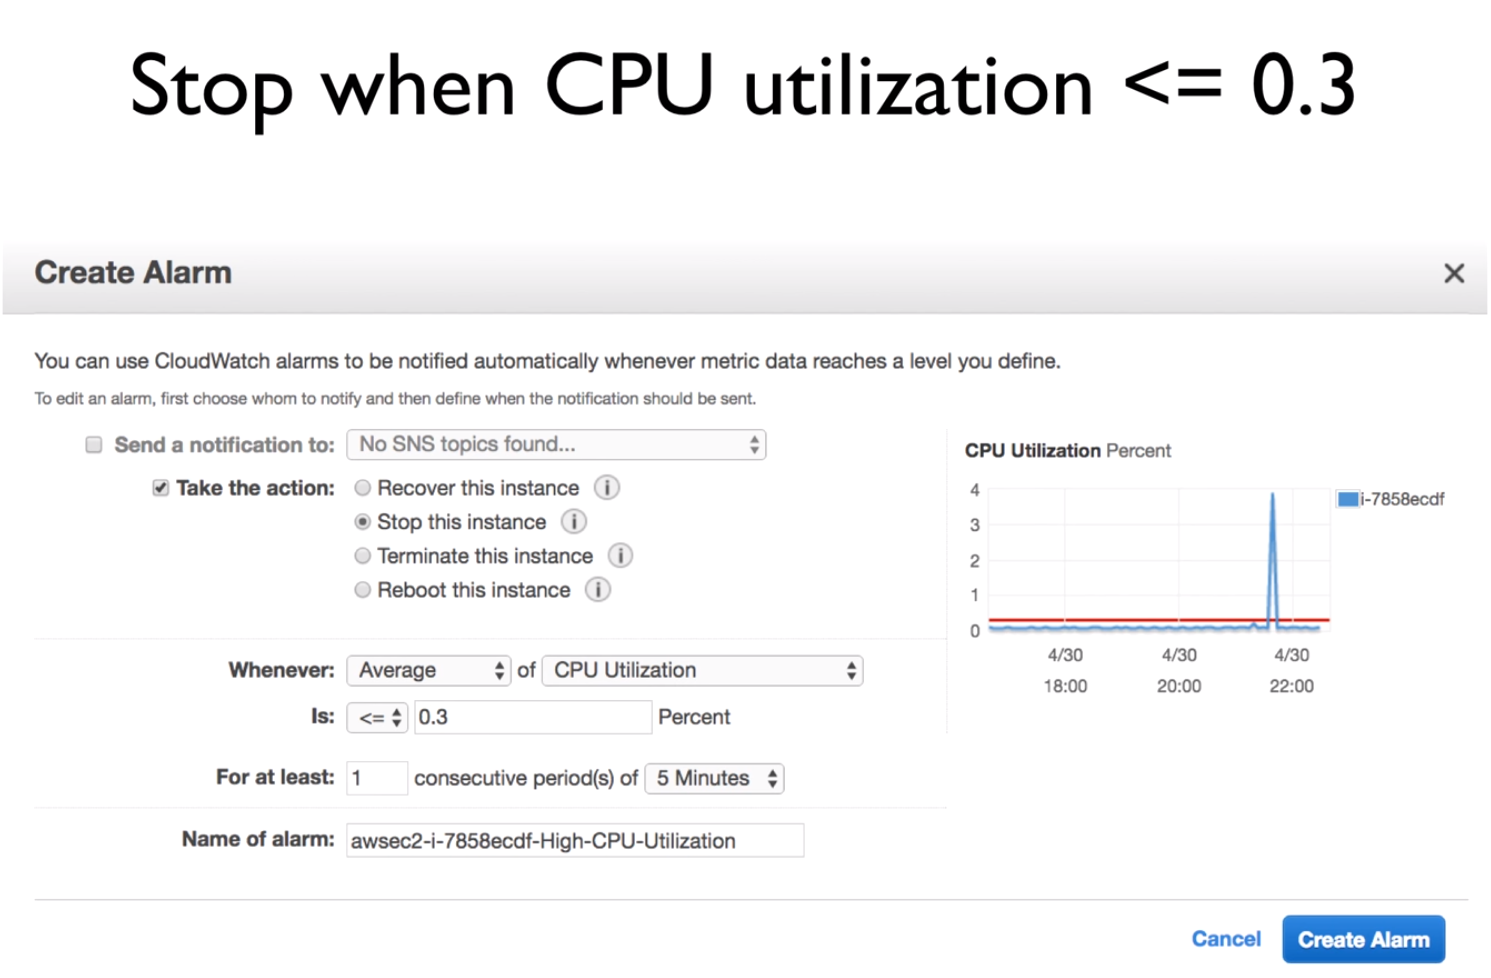 Stop when CPU utilization <= 0.3
Create Alarm
You can use CloudWatch alarms to be notified automatically whenever metric data reaches a level you define.
To edit an alarm, first choose whom to notify and then define when the notification should be sent.
Send a notification to: No SNS topics found...
Take the action: Recover this instance i
Stop this instance i
Terminate this instance i
Reboot this instance i
Whenever: Average of CPU Utilization
Is: <= 0.3 Percent
For at least: 1 consecutive period(s) of 5 Minutes
Name of alarm: awsec2-i-7858ecdf-High-CPU-Utilization
CPU Utilization Percent
4
3
2
1
0
4/30 4/30 4/30
18:00 20:00 22:00
i-7858ecdf
Cancel Create Alarm